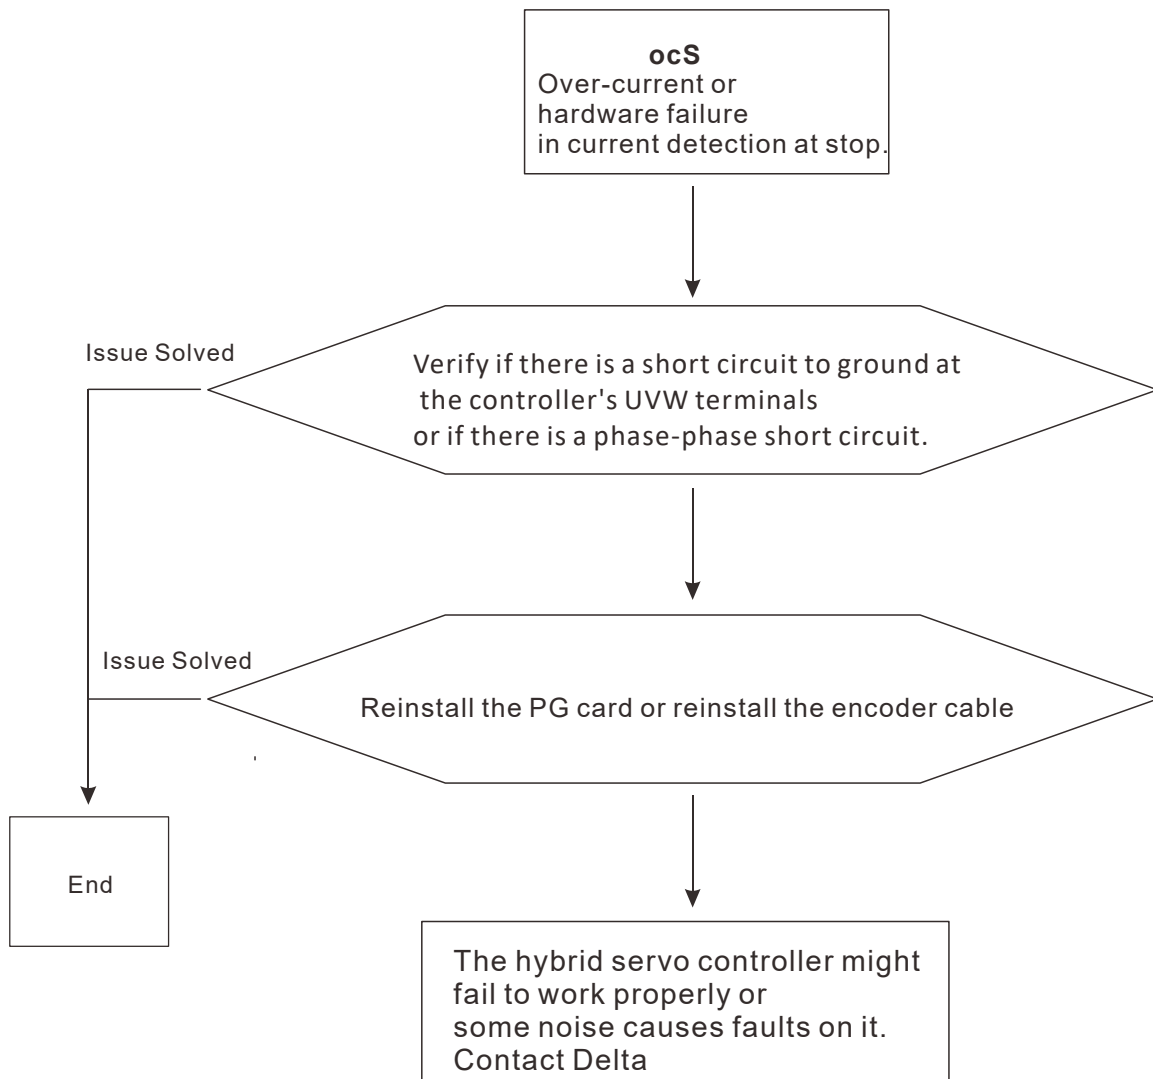 ocS
Over-current or
hardware failure
in current detection at stop.
Issue Solved
Verify if there is a short circuit to ground at
the controller's UVW terminals
or if there is a phase-phase short circuit.
Issue Solved
Reinstall the PG card or reinstall the encoder cable
End
The hybrid servo controller might
fail to work properly or
some noise causes faults on it.
Contact Delta